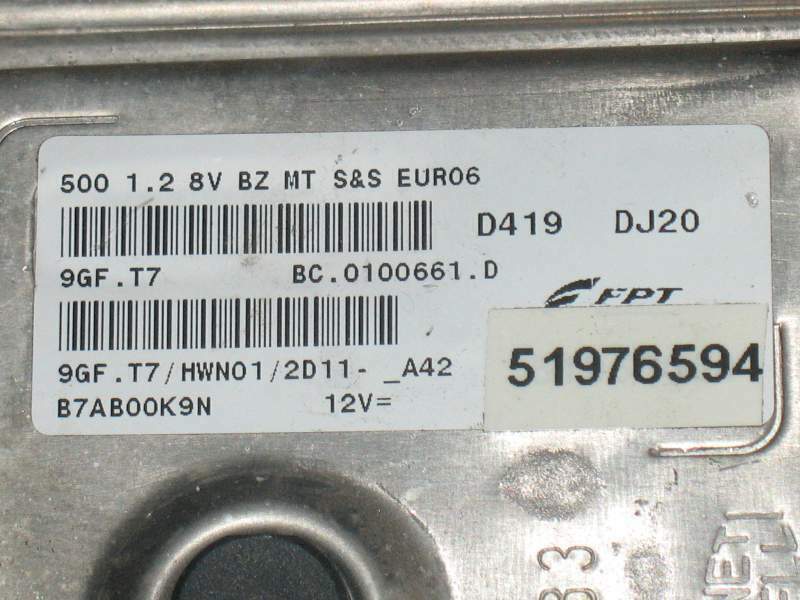 500 1.2 8V BZ MT S&S EURO6
D419 DJ20
9GF.T7 BC.0100661.D
FPT
9GF.T7/HWN01/2D11- _A42
51976594
B7AB00K9N 12V=